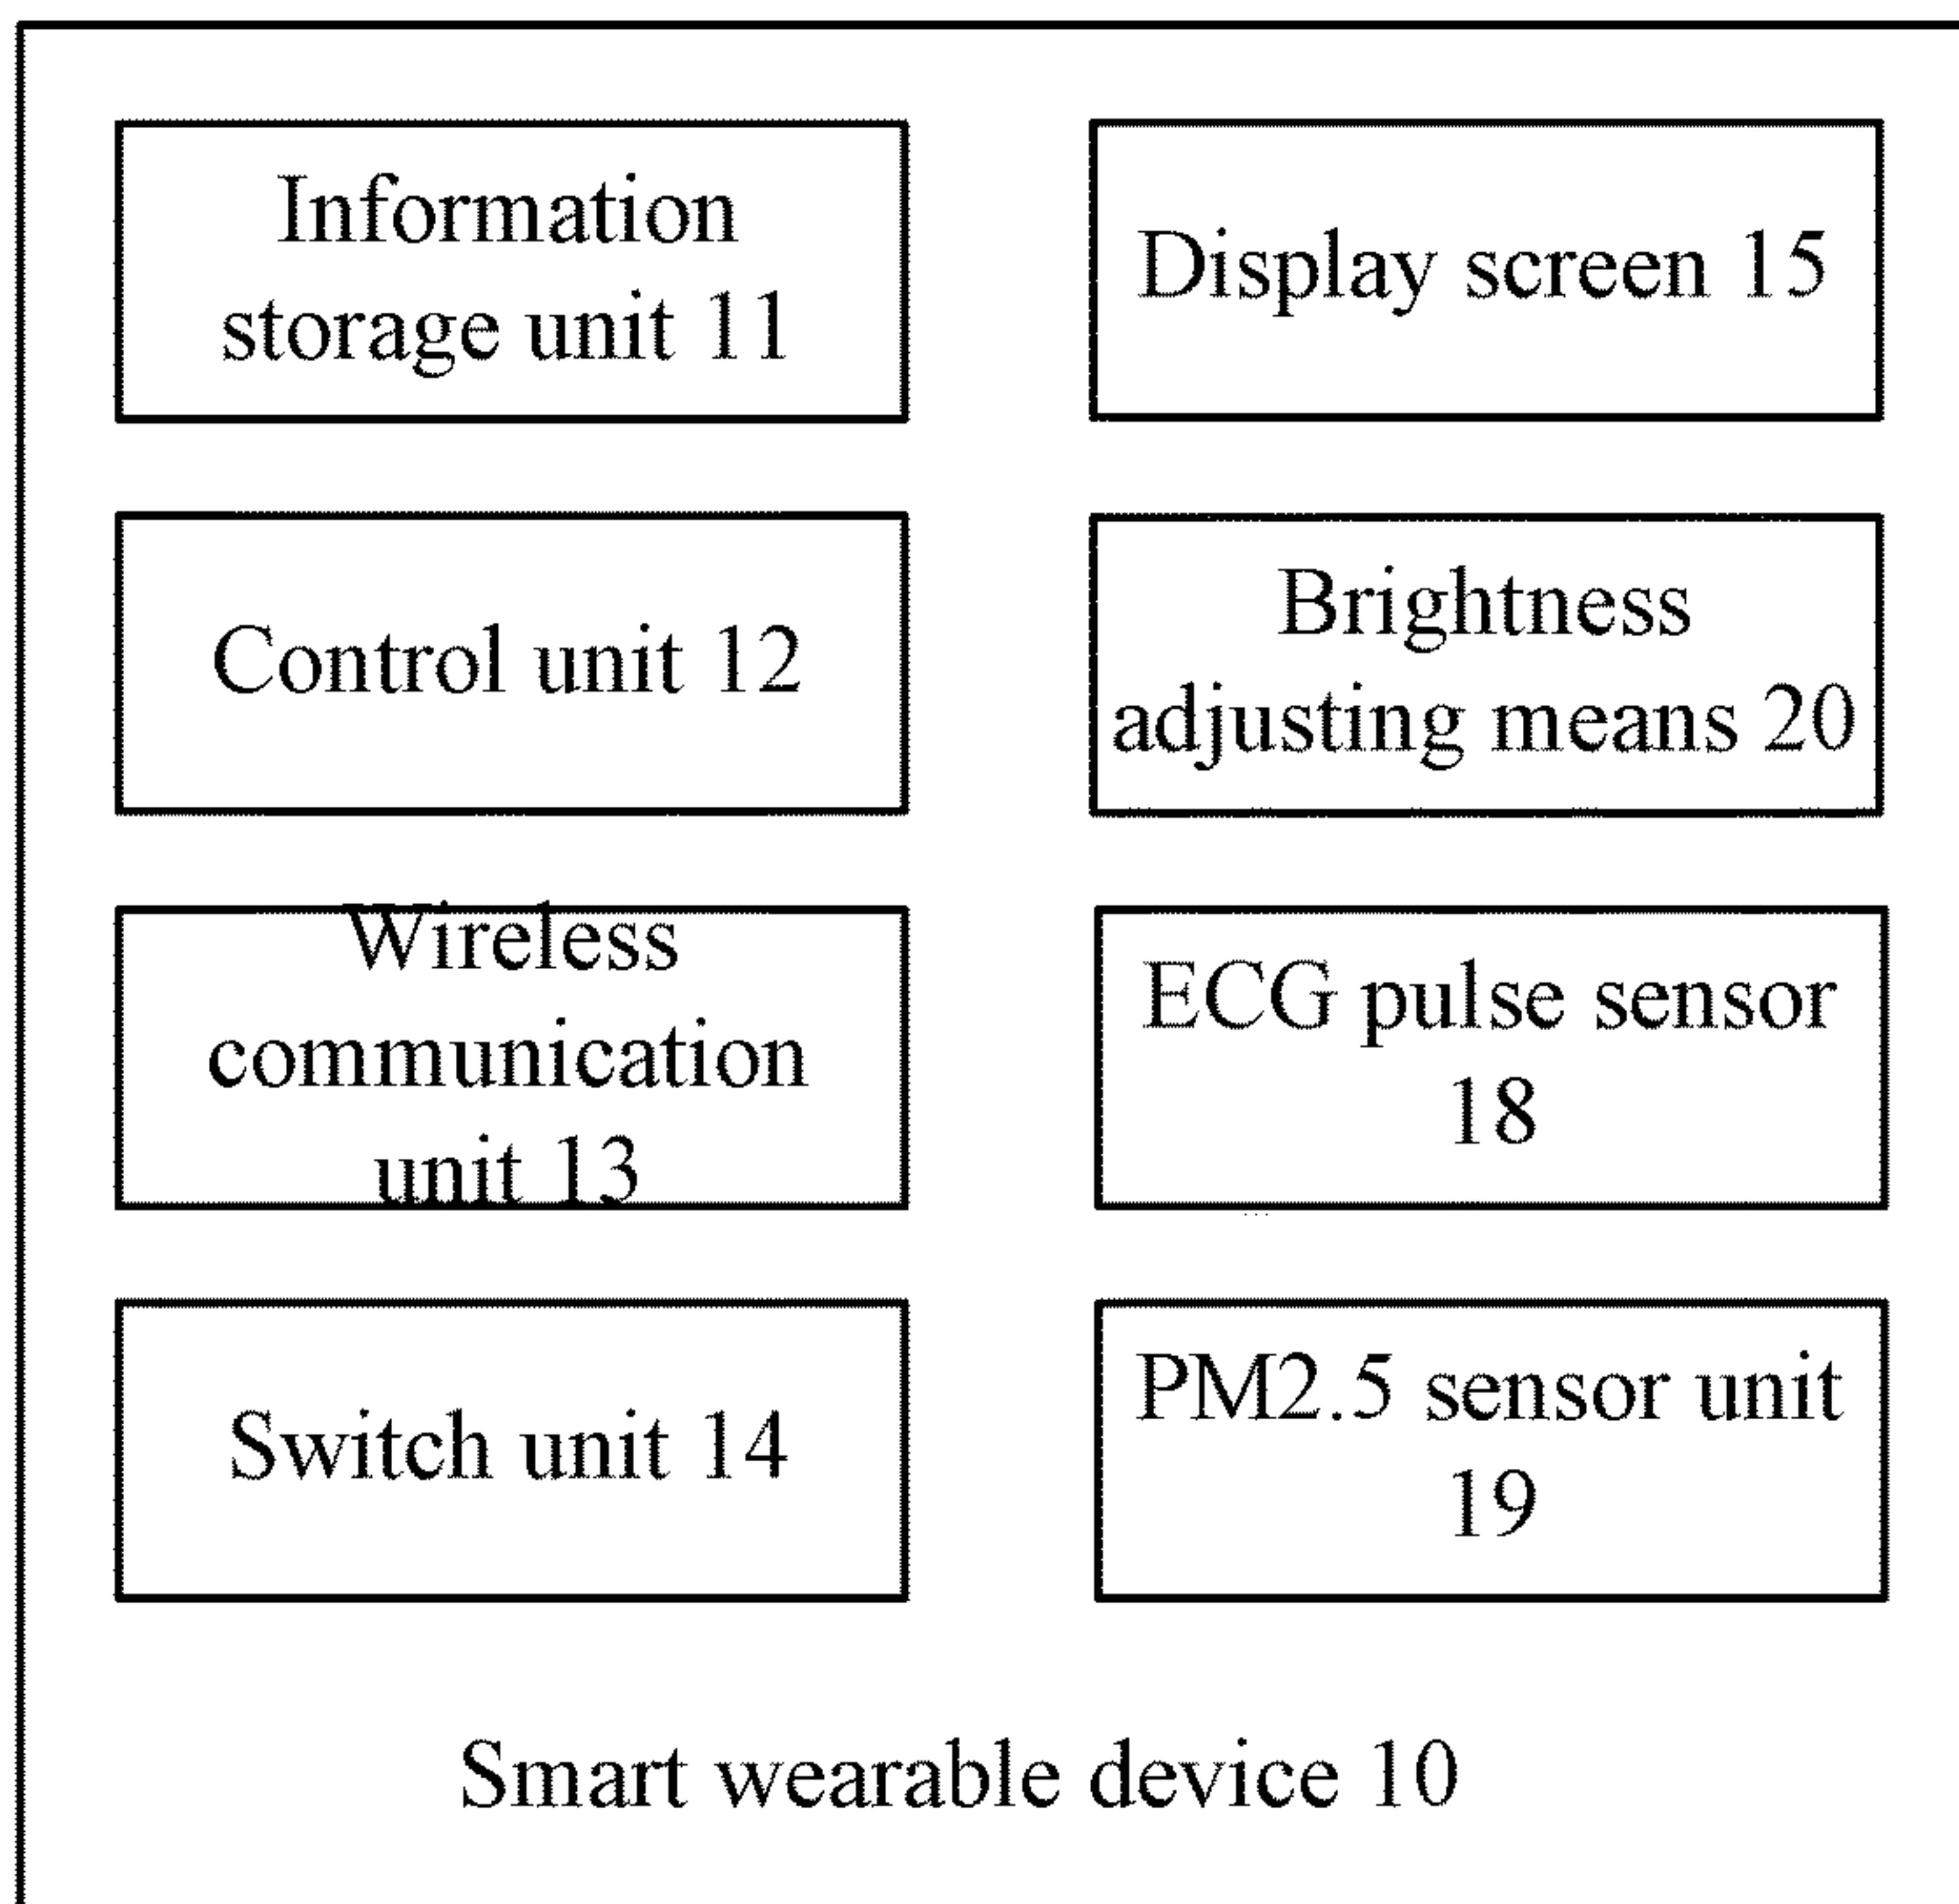 Information
storage unit 11
Display screen 15
Control unit 12
Brightness
adjusting means 20
Wireless
communication
unit 13
ECG pulse sensor
18
Switch unit 14
PM2.5 sensor unit
19
Smart wearable device 10